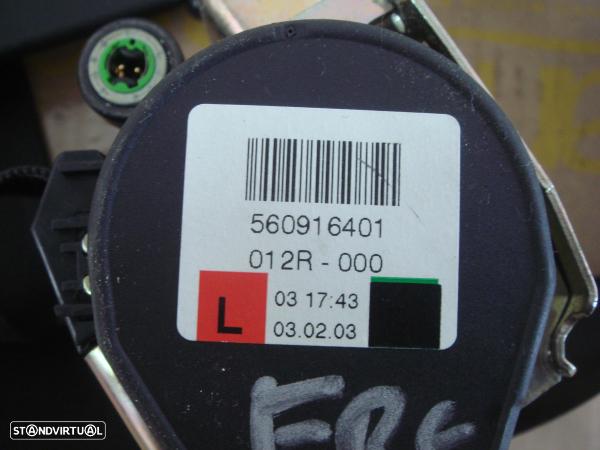 560916401
012R - 000
03 17:43
L
03.02.03
STANDVIRTUAL